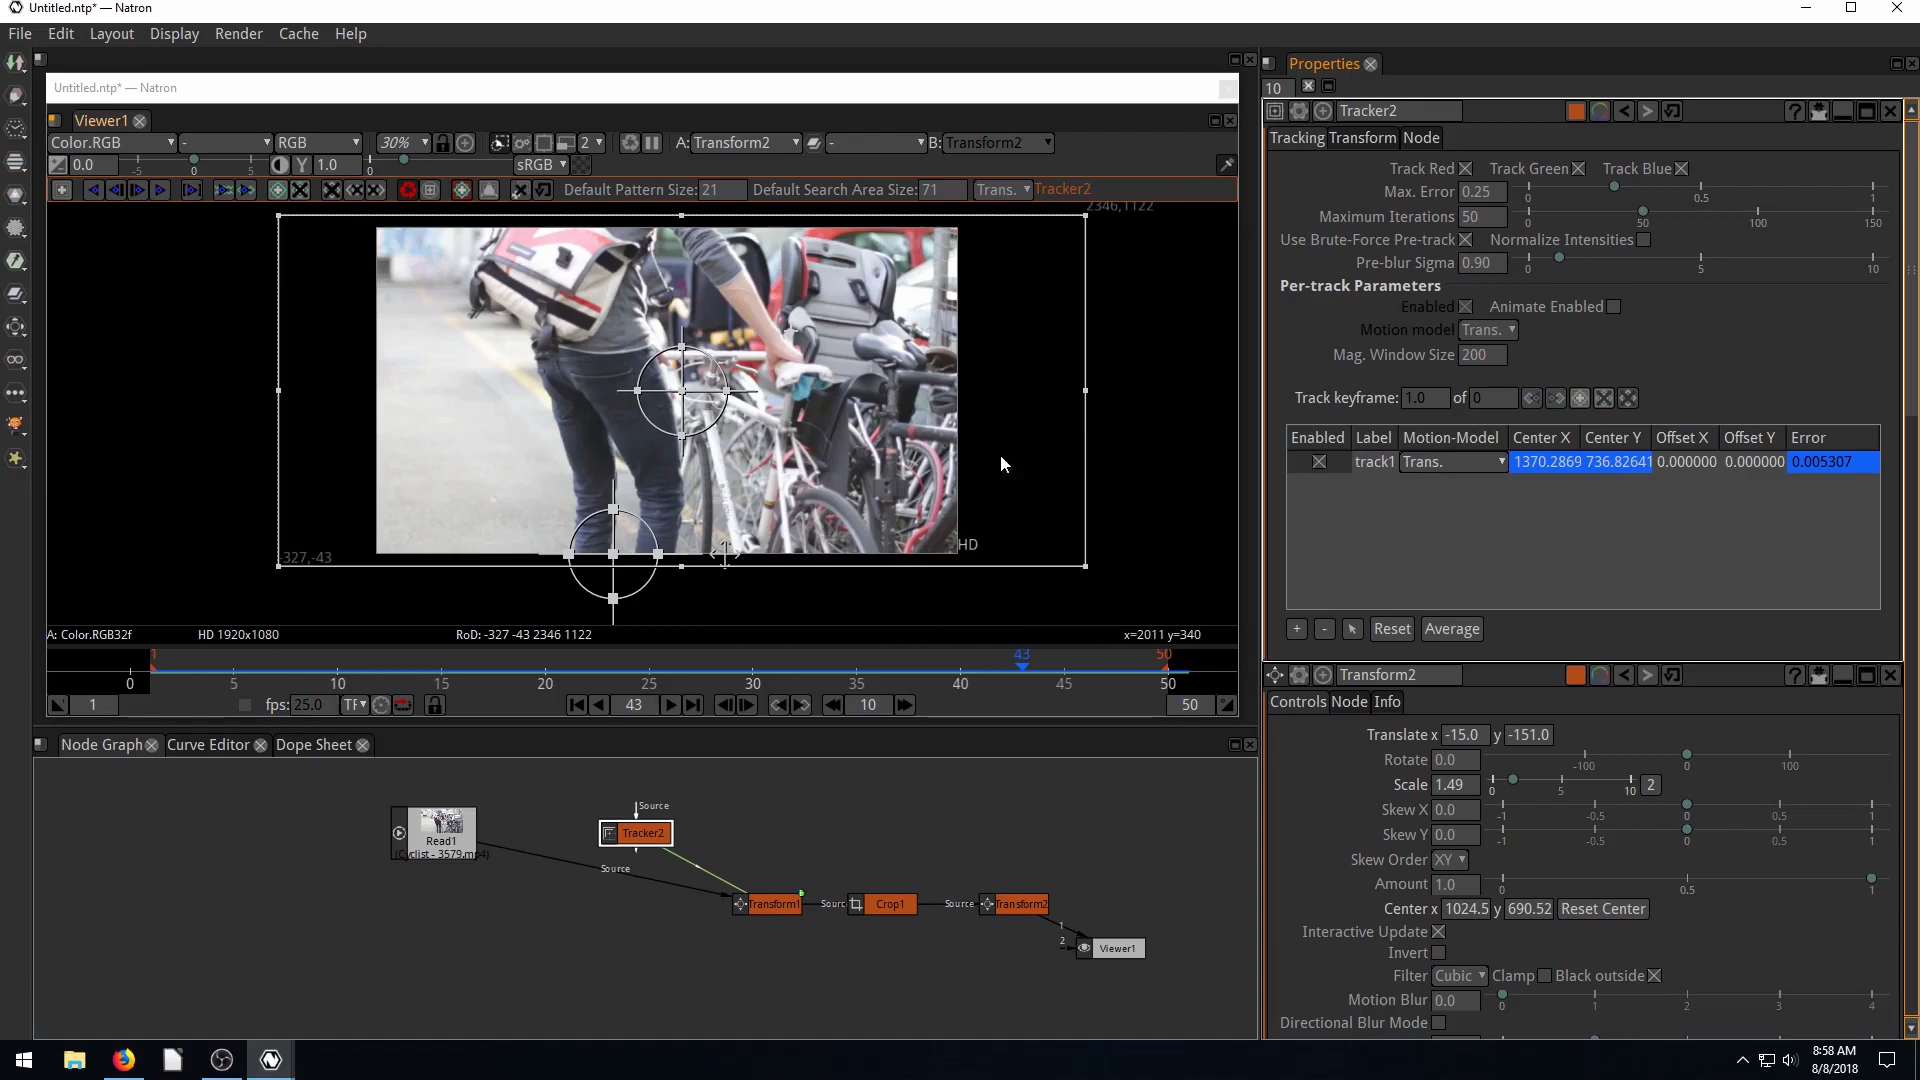 Untitled.ntp* — Natron
File Edit Layout Display Render Cache Help
Untitled.ntp* — Natron
Viewer1
Color.RGB - RGB 30% 2 A: Transform2 - B: Transform2
0.0 -5 0 5 Y 1.0 0 sRGB
Default Pattern Size: 21 Default Search Area Size: 71 Trans. Tracker2
2346,1122
HD
-327,-43
A: Color.RGB32f HD 1920x1080 RoD: -327 -43 2346 1122 x=2011 y=340
1 43 50
0 5 10 15 20 25 30 35 40 45 50
1 fps: 25.0 TF 43 10 50
Node Graph Curve Editor Dope Sheet
Source
Tracker2
Read1
(Cyclist - 3579.mp4)
Source
Transform1 Sourc Crop1 Source Transform2
1
2 Viewer1
Properties
10
Tracker2
Tracking Transform Node
Track Red Track Green Track Blue
Max. Error 0.25 0 0.5 1
Maximum Iterations 50 0 50 100 150
Use Brute-Force Pre-track Normalize Intensities
Pre-blur Sigma 0.90 0 5 10
Per-track Parameters
Enabled Animate Enabled
Motion model Trans.
Mag. Window Size 200
Track keyframe: 1.0 of 0
Enabled Label Motion-Model Center X Center Y Offset X Offset Y Error
track1 Trans. 1370.2869 736.82641 0.000000 0.000000 0.005307
+ - Reset Average
Transform2
Controls Node Info
Translate x -15.0 y -151.0
Rotate 0.0 -100 0 100
Scale 1.49 0 5 10 2
Skew X 0.0 -1 -0.5 0 0.5 1
Skew Y 0.0 -1 -0.5 0 0.5 1
Skew Order XY
Amount 1.0 0 0.5 1
Center x 1024.5 y 690.52 Reset Center
Interactive Update
Invert
Filter Cubic Clamp Black outside
Motion Blur 0.0 0 1 2 3 4
Directional Blur Mode
8:58 AM
8/8/2018